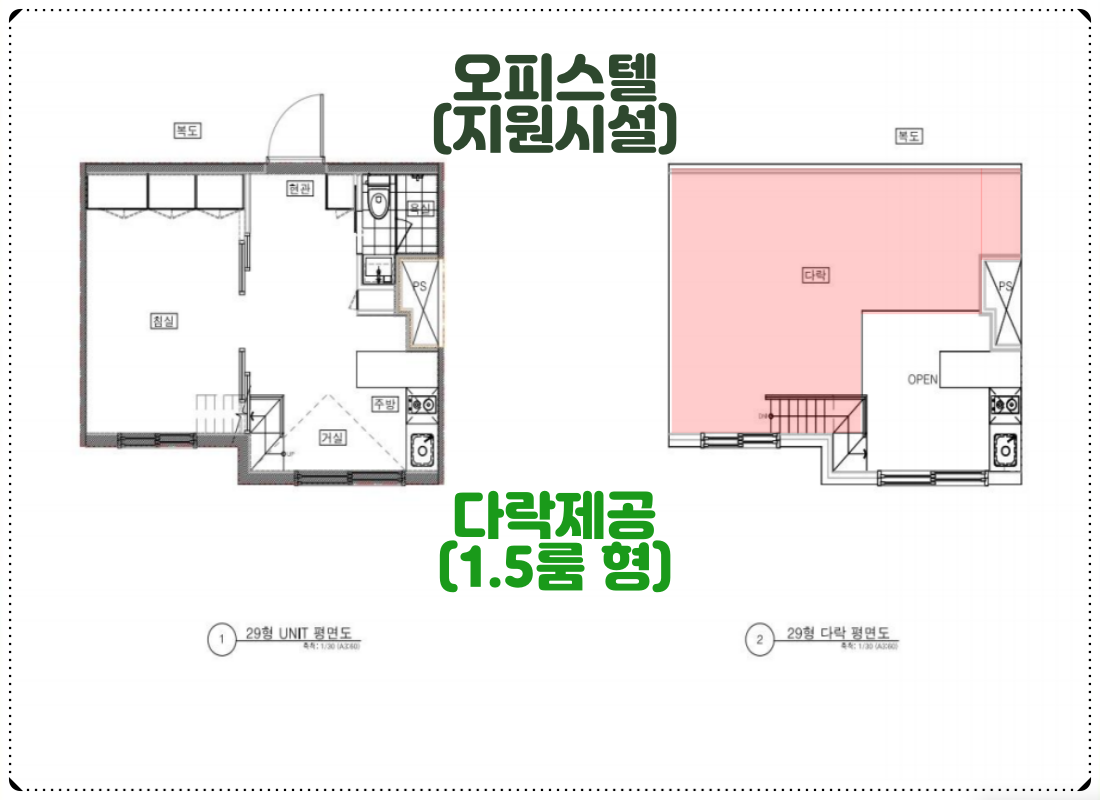 오피스텔
(지원시설)
복도
현관
욕실
PS
침실
주방
거실
UP
복도
다락
PS
OPEN
DN
다락제공
(1.5룸 형)
1 29형 UNIT 평면도
축척: 1/30 (A3:60)
2 29형 다락 평면도
축척: 1/30 (A3:60)